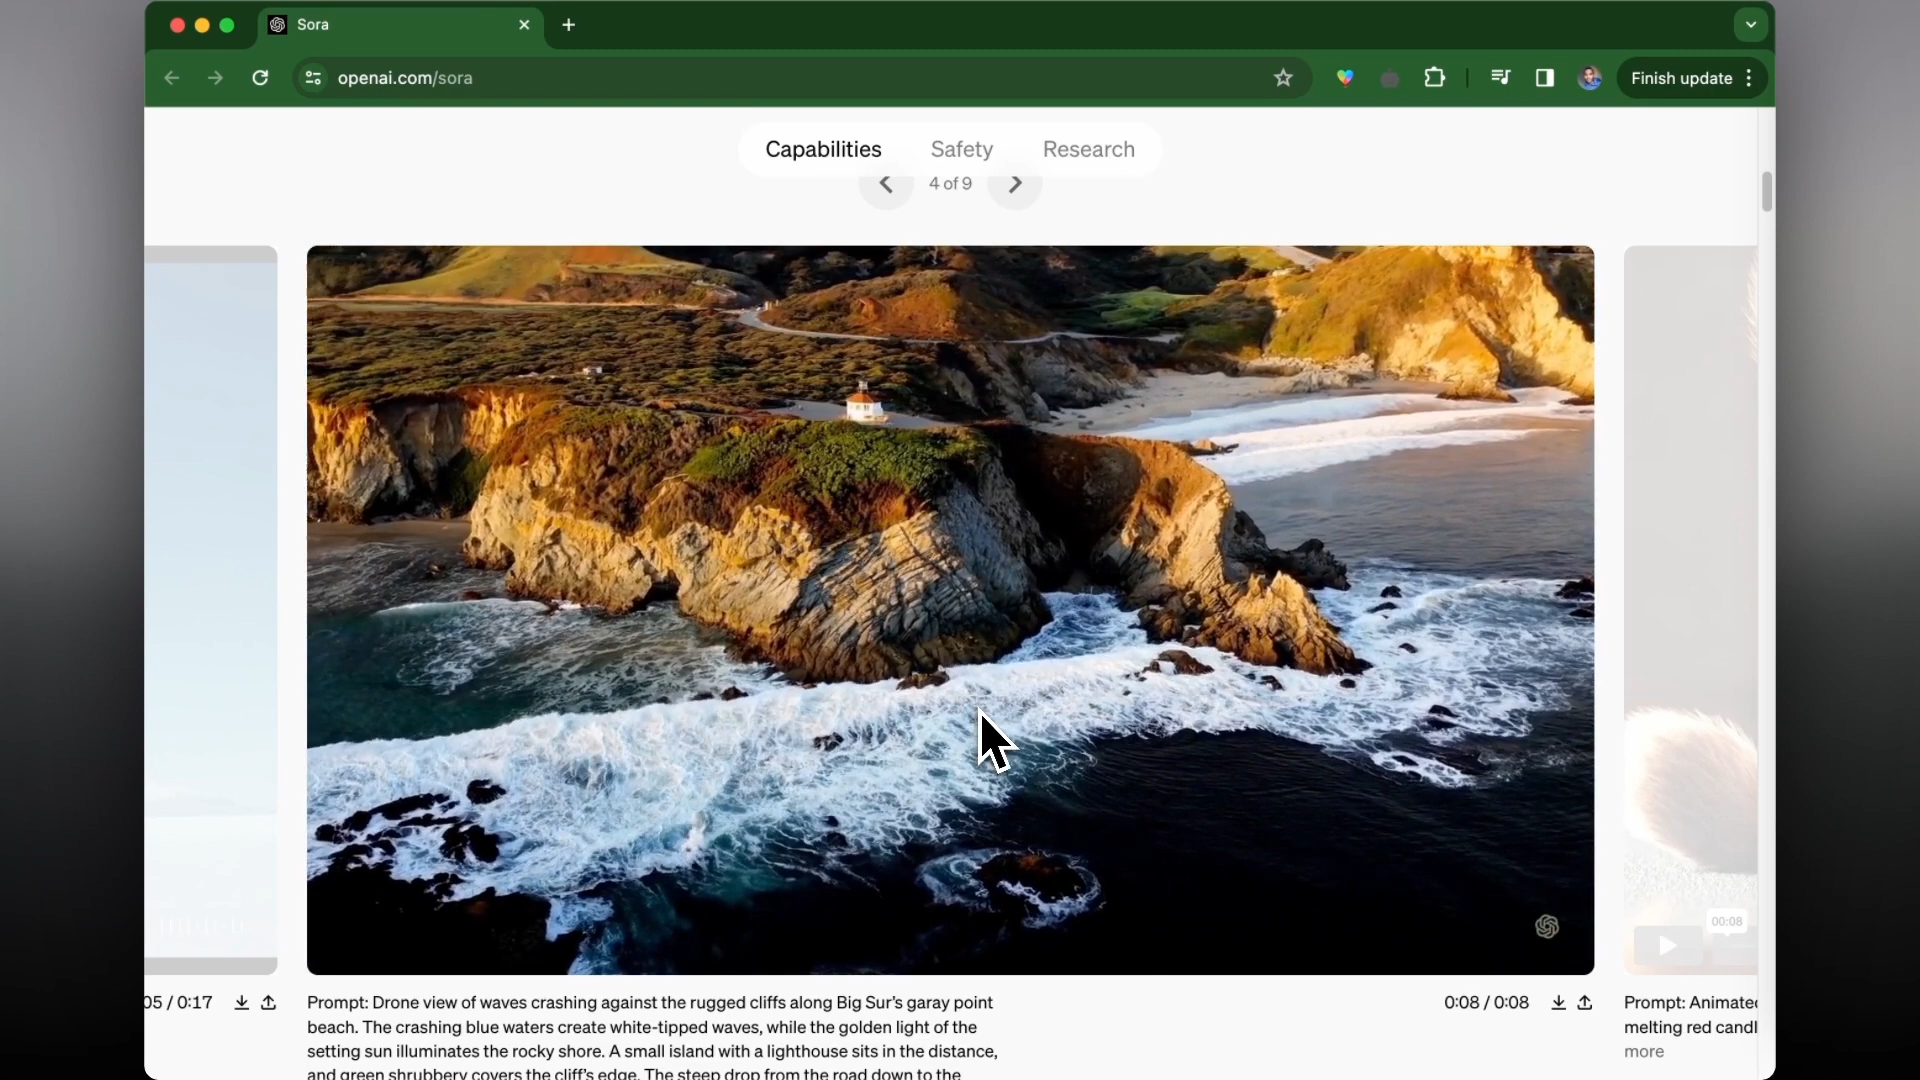 Sora
openai.com/sora
Finish update
Capabilities Safety Research
4 of 9
00:08
05 / 0:17
Prompt: Drone view of waves crashing against the rugged cliffs along Big Sur’s garay point
beach. The crashing blue waters create white-tipped waves, while the golden light of the
setting sun illuminates the rocky shore. A small island with a lighthouse sits in the distance,
and green shrubbery covers the cliff’s edge. The steep drop from the road down to the
0:08 / 0:08
Prompt: Animated
melting red candl
more